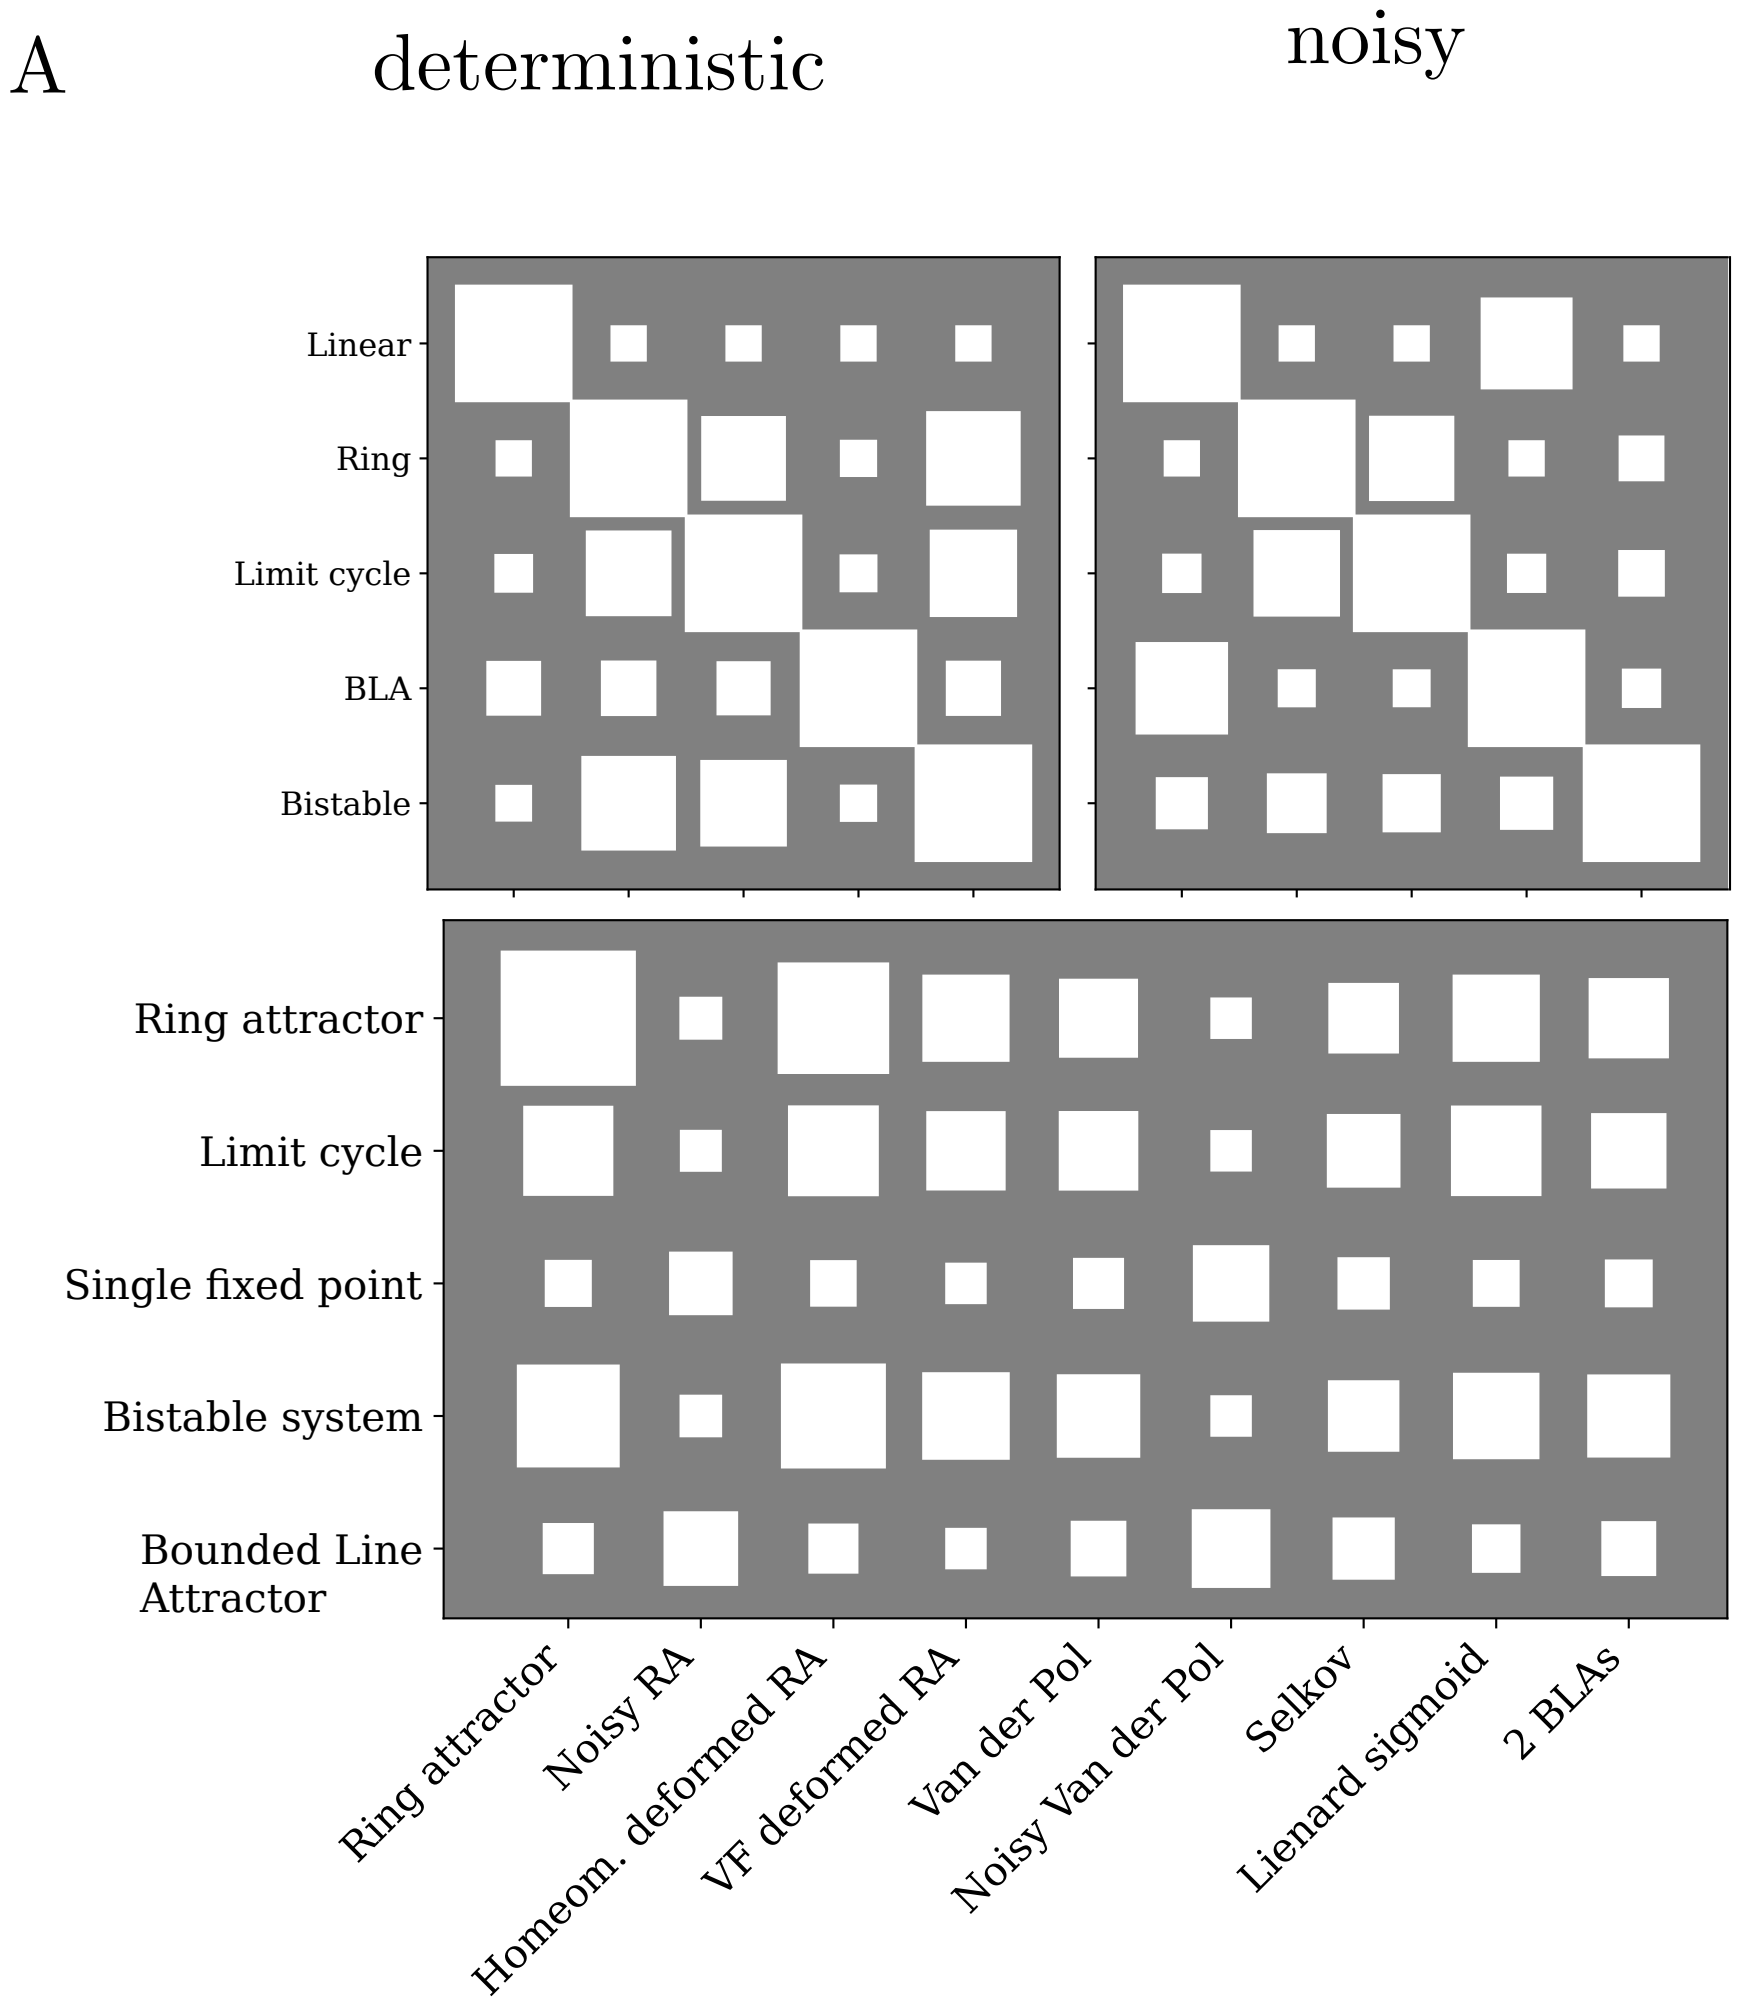 A
deterministic
noisy
Linear
Ring
Limit cycle
BLA
Bistable
Ring attractor
Limit cycle
Single fixed point
Bistable system
Bounded Line
Attractor
Ring attractor
Noisy RA
Homeom. deformed RA
VF deformed RA
Van der Pol
Noisy Van der Pol
Selkov
Lienard sigmoid
2 BLAs